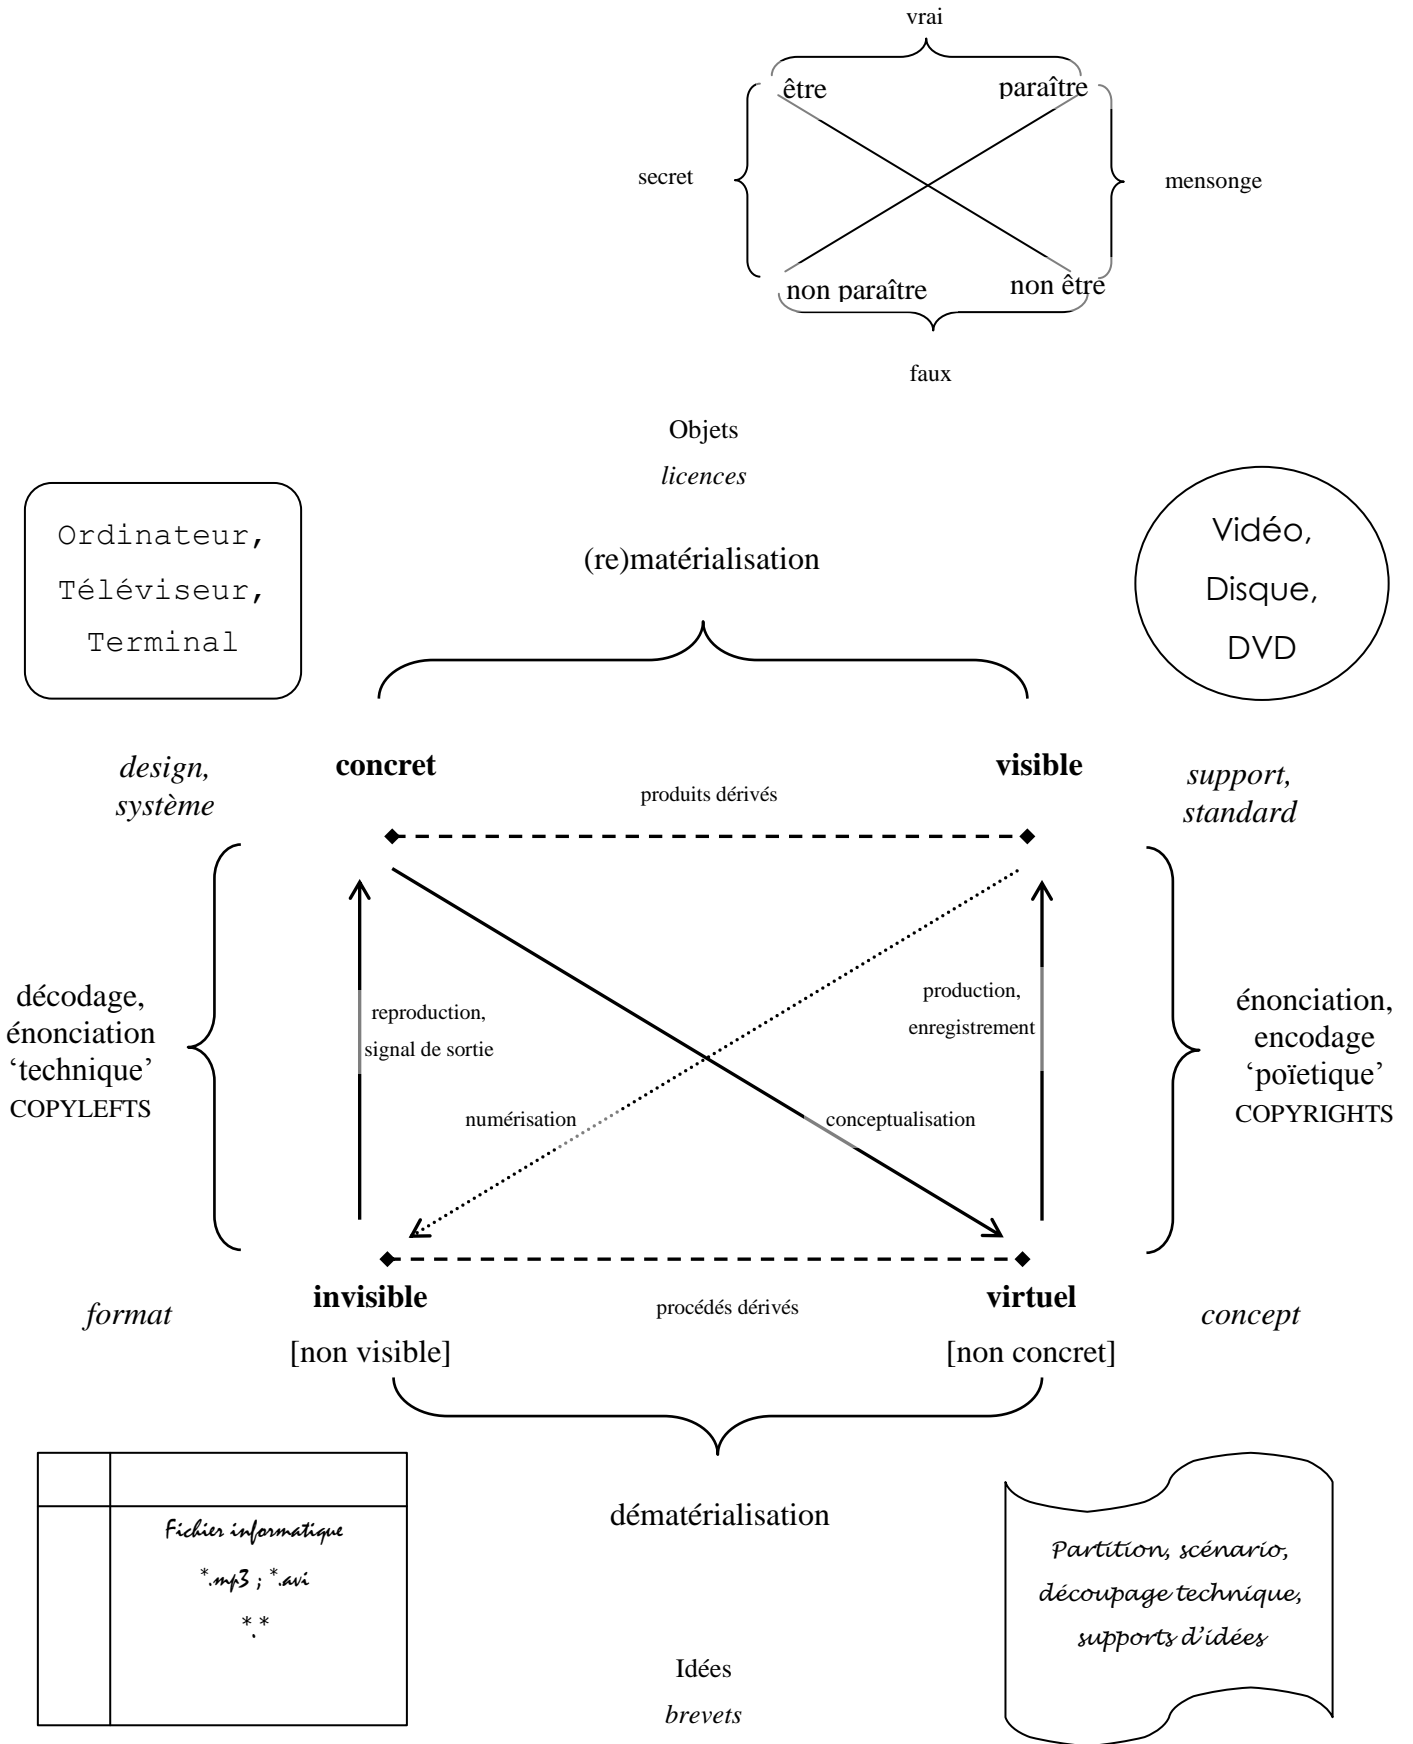 vrai
être
paraître
secret
mensonge
non paraître
non être
faux
Objets
licences
Ordinateur,
Téléviseur,
Terminal
(re)matérialisation
Vidéo,
Disque,
DVD
design,
système
concret
produits dérivés
visible
support,
standard
décodage,
énonciation
‘technique’
COPYLEFTS
reproduction,
signal de sortie
production,
enregistrement
énonciation,
encodage
‘poïetique’
COPYRIGHTS
numérisation
conceptualisation
format
invisible
[non visible]
procédés dérivés
virtuel
[non concret]
concept
dématérialisation
Fichier informatique
*.mp3 ; *.avi
*.*
Partition, scénario,
découpage technique,
supports d’idées
Idées
brevets